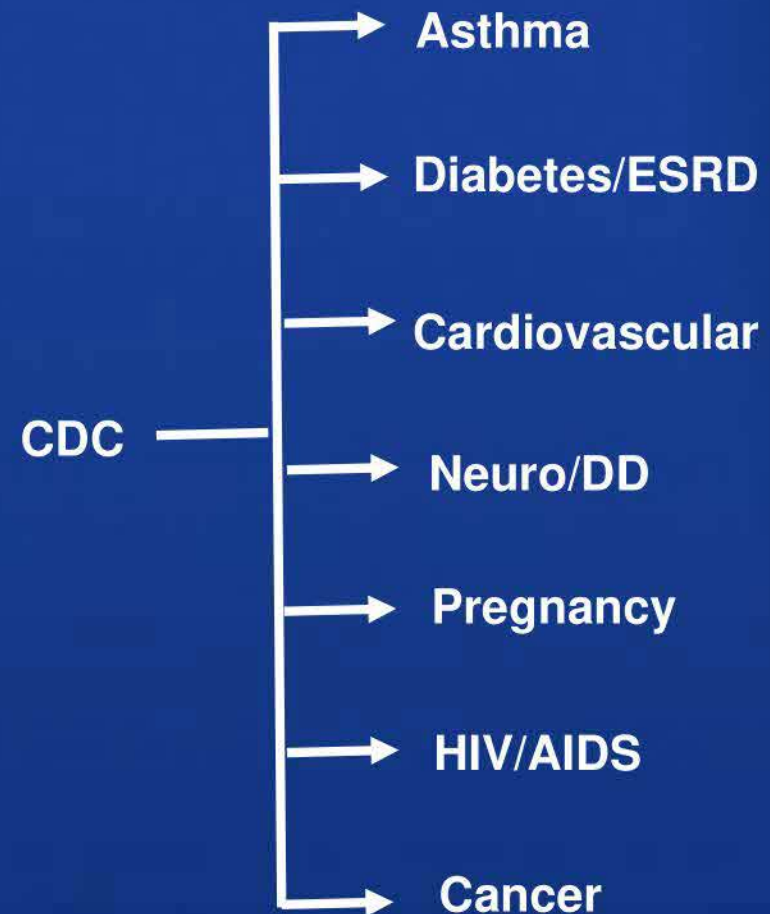 Asthma
Diabetes/ESRD
Cardiovascular
CDC
Neuro/DD
Pregnancy
HIV/AIDS
Cancer